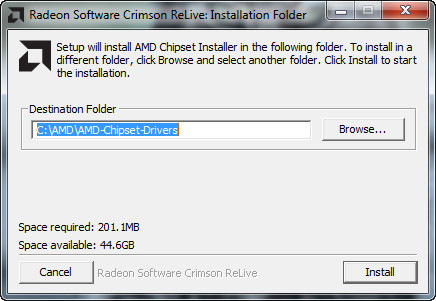 Radeon Software Crimson ReLive: Installation Folder
Setup will install AMD Chipset Installer in the following folder. To install in a
different folder, click Browse and select another folder. Click Install to start
the installation.
Destination Folder
C:\AMD\AMD-Chipset-Drivers
Browse...
Space required: 201.1MB
Space available: 44.6GB
Cancel
Radeon Software Crimson ReLive
Install